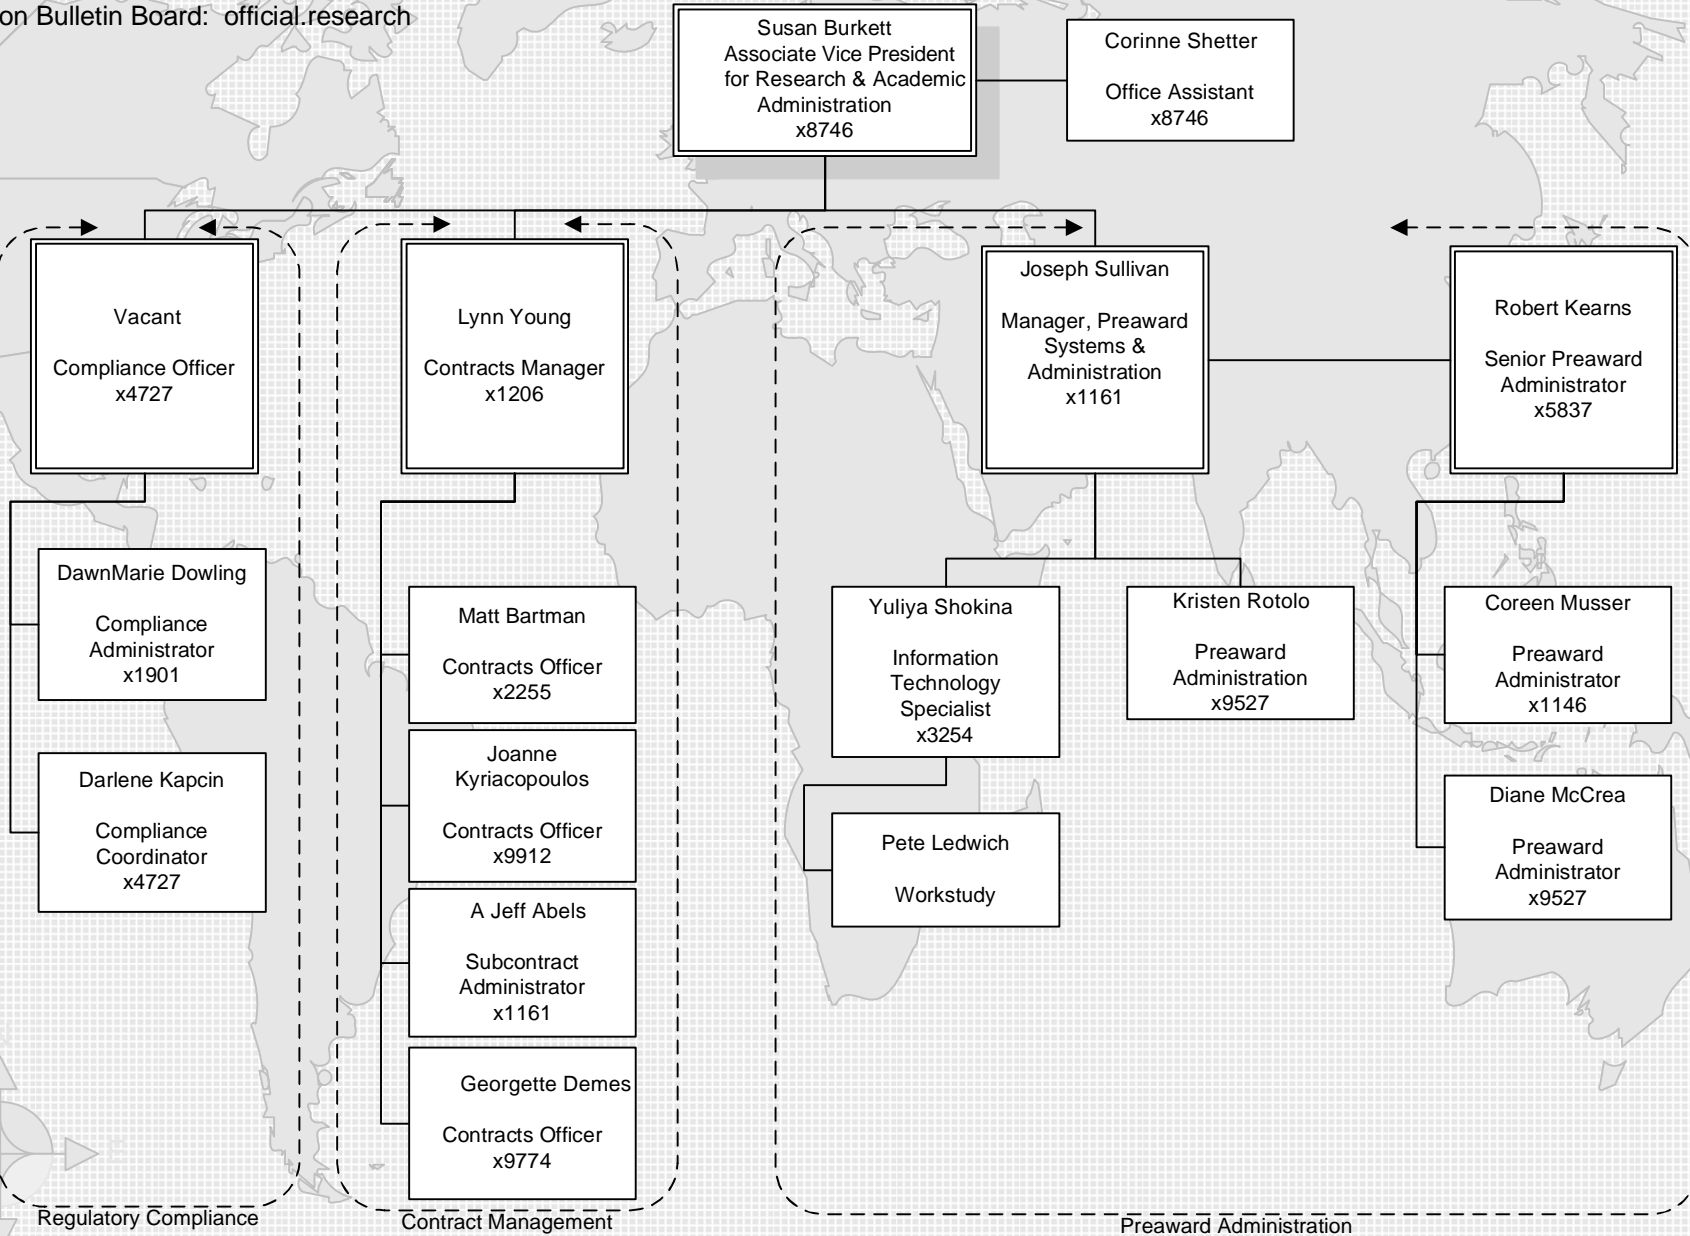 on Bulletin Board: official.research
Susan Burkett
Associate Vice President
for Research & Academic
Administration
x8746
Corinne Shetter
Office Assistant
x8746
Vacant
Compliance Officer
x4727
Lynn Young
Contracts Manager
x1206
Joseph Sullivan
Manager, Preaward
Systems &
Administration
x1161
Robert Kearns
Senior Preaward
Administrator
x5837
DawnMarie Dowling
Compliance
Administrator
x1901
Darlene Kapcin
Compliance
Coordinator
x4727
Matt Bartman
Contracts Officer
x2255
Joanne
Kyriacopoulos
Contracts Officer
x9912
A Jeff Abels
Subcontract
Administrator
x1161
Georgette Demes
Contracts Officer
x9774
Yuliya Shokina
Information
Technology
Specialist
x3254
Pete Ledwich
Workstudy
Kristen Rotolo
Preaward
Administration
x9527
Coreen Musser
Preaward
Administrator
x1146
Diane McCrea
Preaward
Administrator
x9527
Regulatory Compliance
Contract Management
Preaward Administration